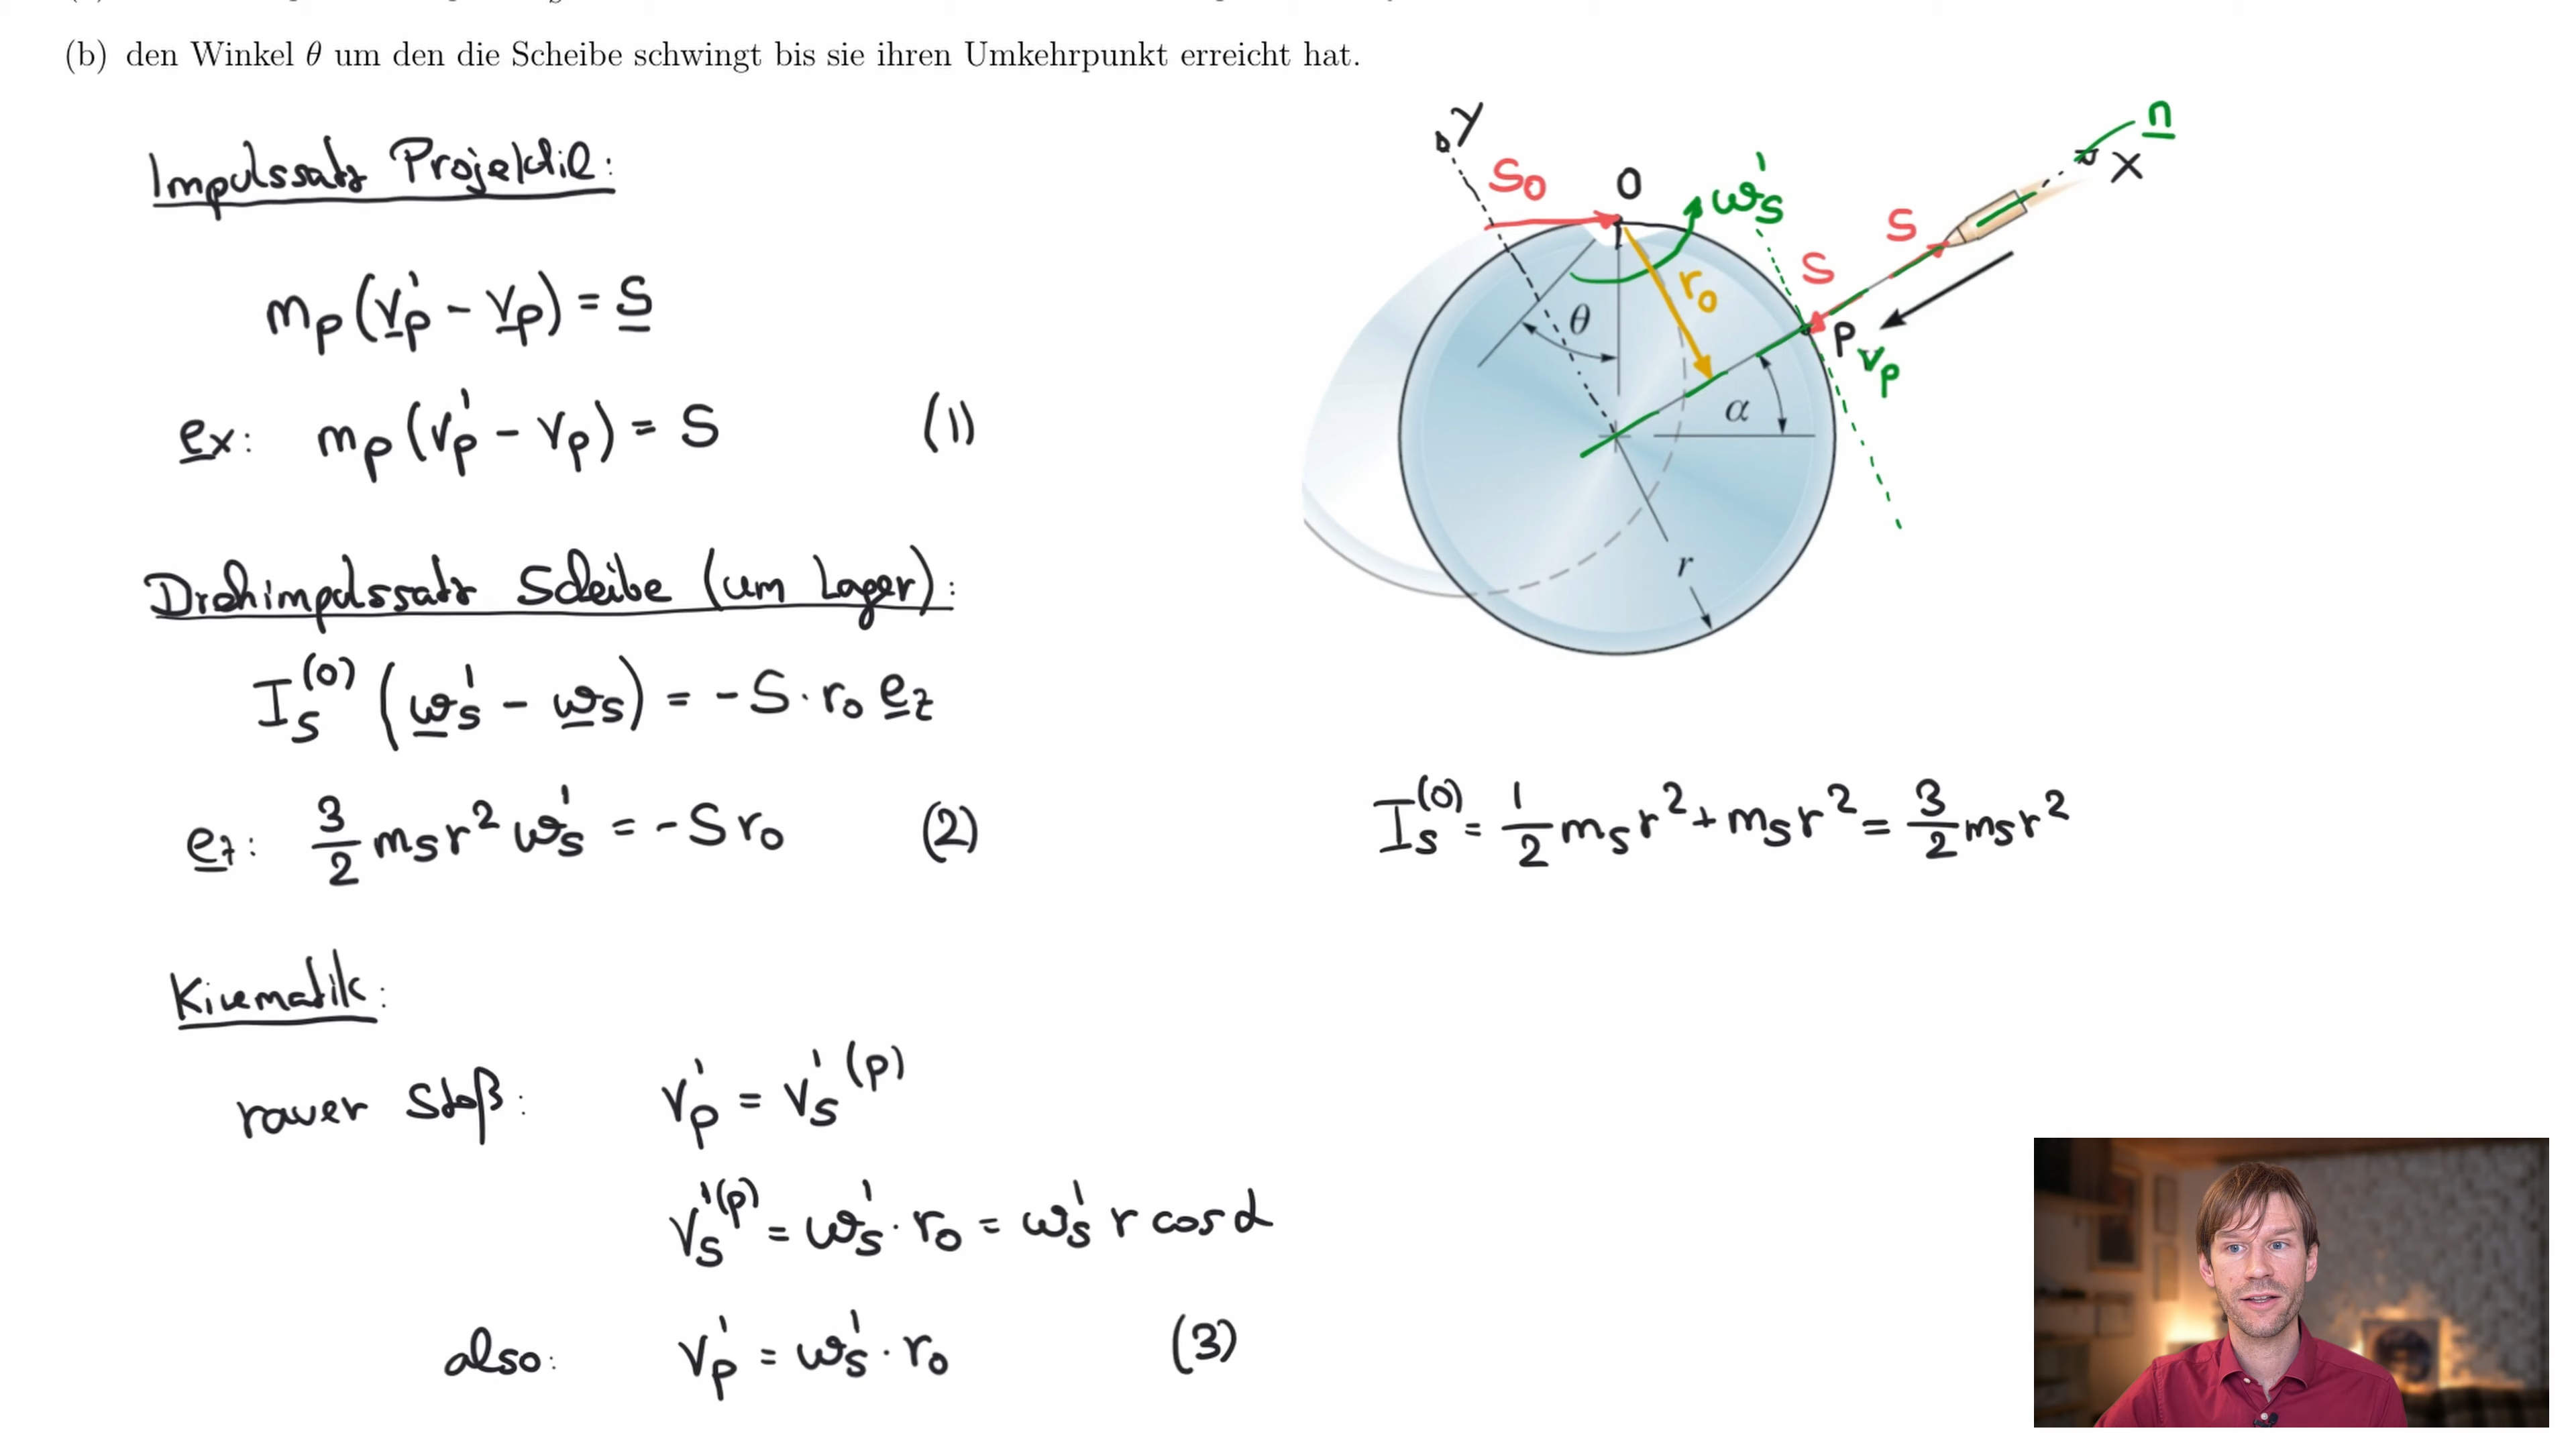 (b) den Winkel θ um den die Scheibe schwingt bis sie ihren Umkehrpunkt erreicht hat.
Impulssatz Projektil:
m_P (v_P' - v_P) = S
e_x: m_P (v_P' - v_P) = S (1)
Drehimpulssatz Scheibe (um Lager):
I_S^(0) (ω_S' - ω_S) = - S · r_0 e_z
e_z: 3/2 m_S r² ω_S' = - S r_0 (2)
Kinematik:
rauer Stoß: v_P' = v_S'^(P)
v_S'^(P) = ω_S' · r_0 = ω_S' r cos α
also: v_P' = ω_S' · r_0 (3)
y
S_0
0
ω_S'
n
x
S
S
r_0
θ
P
v_P
α
r
I_S^(0) = 1/2 m_S r² + m_S r² = 3/2 m_S r²